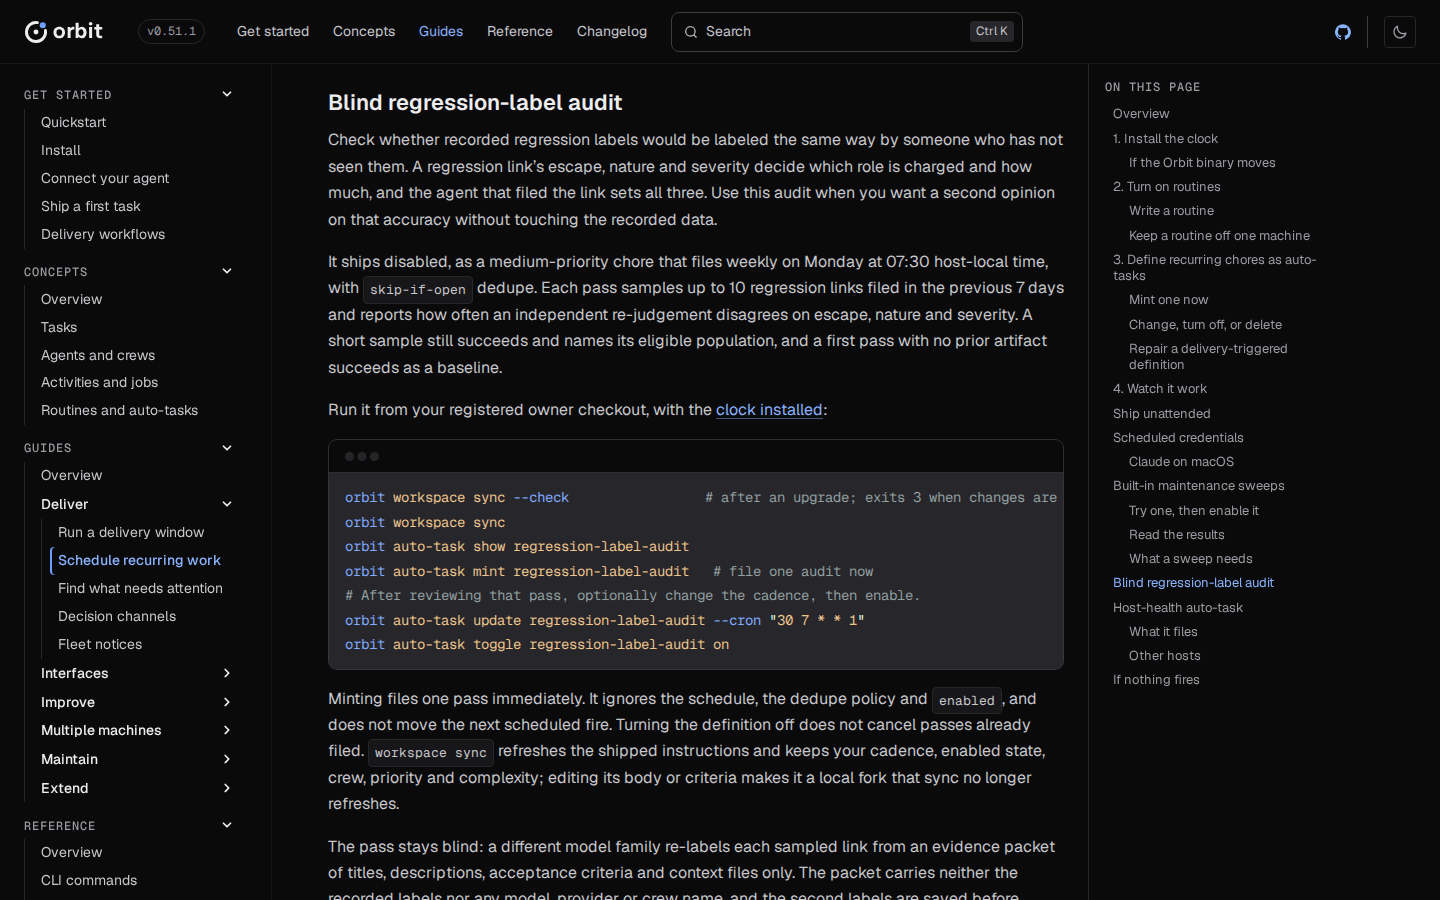 orbit
v0.51.1
Get started
Concepts
Guides
Reference
Changelog
Search
Ctrl K
GET STARTED
Quickstart
Install
Connect your agent
Ship a first task
Delivery workflows
CONCEPTS
Overview
Tasks
Agents and crews
Activities and jobs
Routines and auto-tasks
GUIDES
Overview
Deliver
Run a delivery window
Schedule recurring work
Find what needs attention
Decision channels
Fleet notices
Interfaces
Improve
Multiple machines
Maintain
Extend
REFERENCE
Overview
CLI commands
Blind regression-label audit
Check whether recorded regression labels would be labeled the same way by someone who has not
seen them. A regression link’s escape, nature and severity decide which role is charged and how
much, and the agent that filed the link sets all three. Use this audit when you want a second opinion
on that accuracy without touching the recorded data.
It ships disabled, as a medium-priority chore that files weekly on Monday at 07:30 host-local time,
with skip-if-open dedupe. Each pass samples up to 10 regression links filed in the previous 7 days
and reports how often an independent re-judgement disagrees on escape, nature and severity. A
short sample still succeeds and names its eligible population, and a first pass with no prior artifact
succeeds as a baseline.
Run it from your registered owner checkout, with the clock installed:
orbit workspace sync --check # after an upgrade; exits 3 when changes are
orbit workspace sync
orbit auto-task show regression-label-audit
orbit auto-task mint regression-label-audit # file one audit now
# After reviewing that pass, optionally change the cadence, then enable.
orbit auto-task update regression-label-audit --cron "30 7 * * 1"
orbit auto-task toggle regression-label-audit on
Minting files one pass immediately. It ignores the schedule, the dedupe policy and enabled, and
does not move the next scheduled fire. Turning the definition off does not cancel passes already
filed. workspace sync refreshes the shipped instructions and keeps your cadence, enabled state,
crew, priority and complexity; editing its body or criteria makes it a local fork that sync no longer
refreshes.
The pass stays blind: a different model family re-labels each sampled link from an evidence packet
of titles, descriptions, acceptance criteria and context files only. The packet carries neither the
recorded labels nor any model, provider or crew name, and the second labels are saved before
ON THIS PAGE
Overview
1. Install the clock
If the Orbit binary moves
2. Turn on routines
Write a routine
Keep a routine off one machine
3. Define recurring chores as auto-
tasks
Mint one now
Change, turn off, or delete
Repair a delivery-triggered
definition
4. Watch it work
Ship unattended
Scheduled credentials
Claude on macOS
Built-in maintenance sweeps
Try one, then enable it
Read the results
What a sweep needs
Blind regression-label audit
Host-health auto-task
What it files
Other hosts
If nothing fires